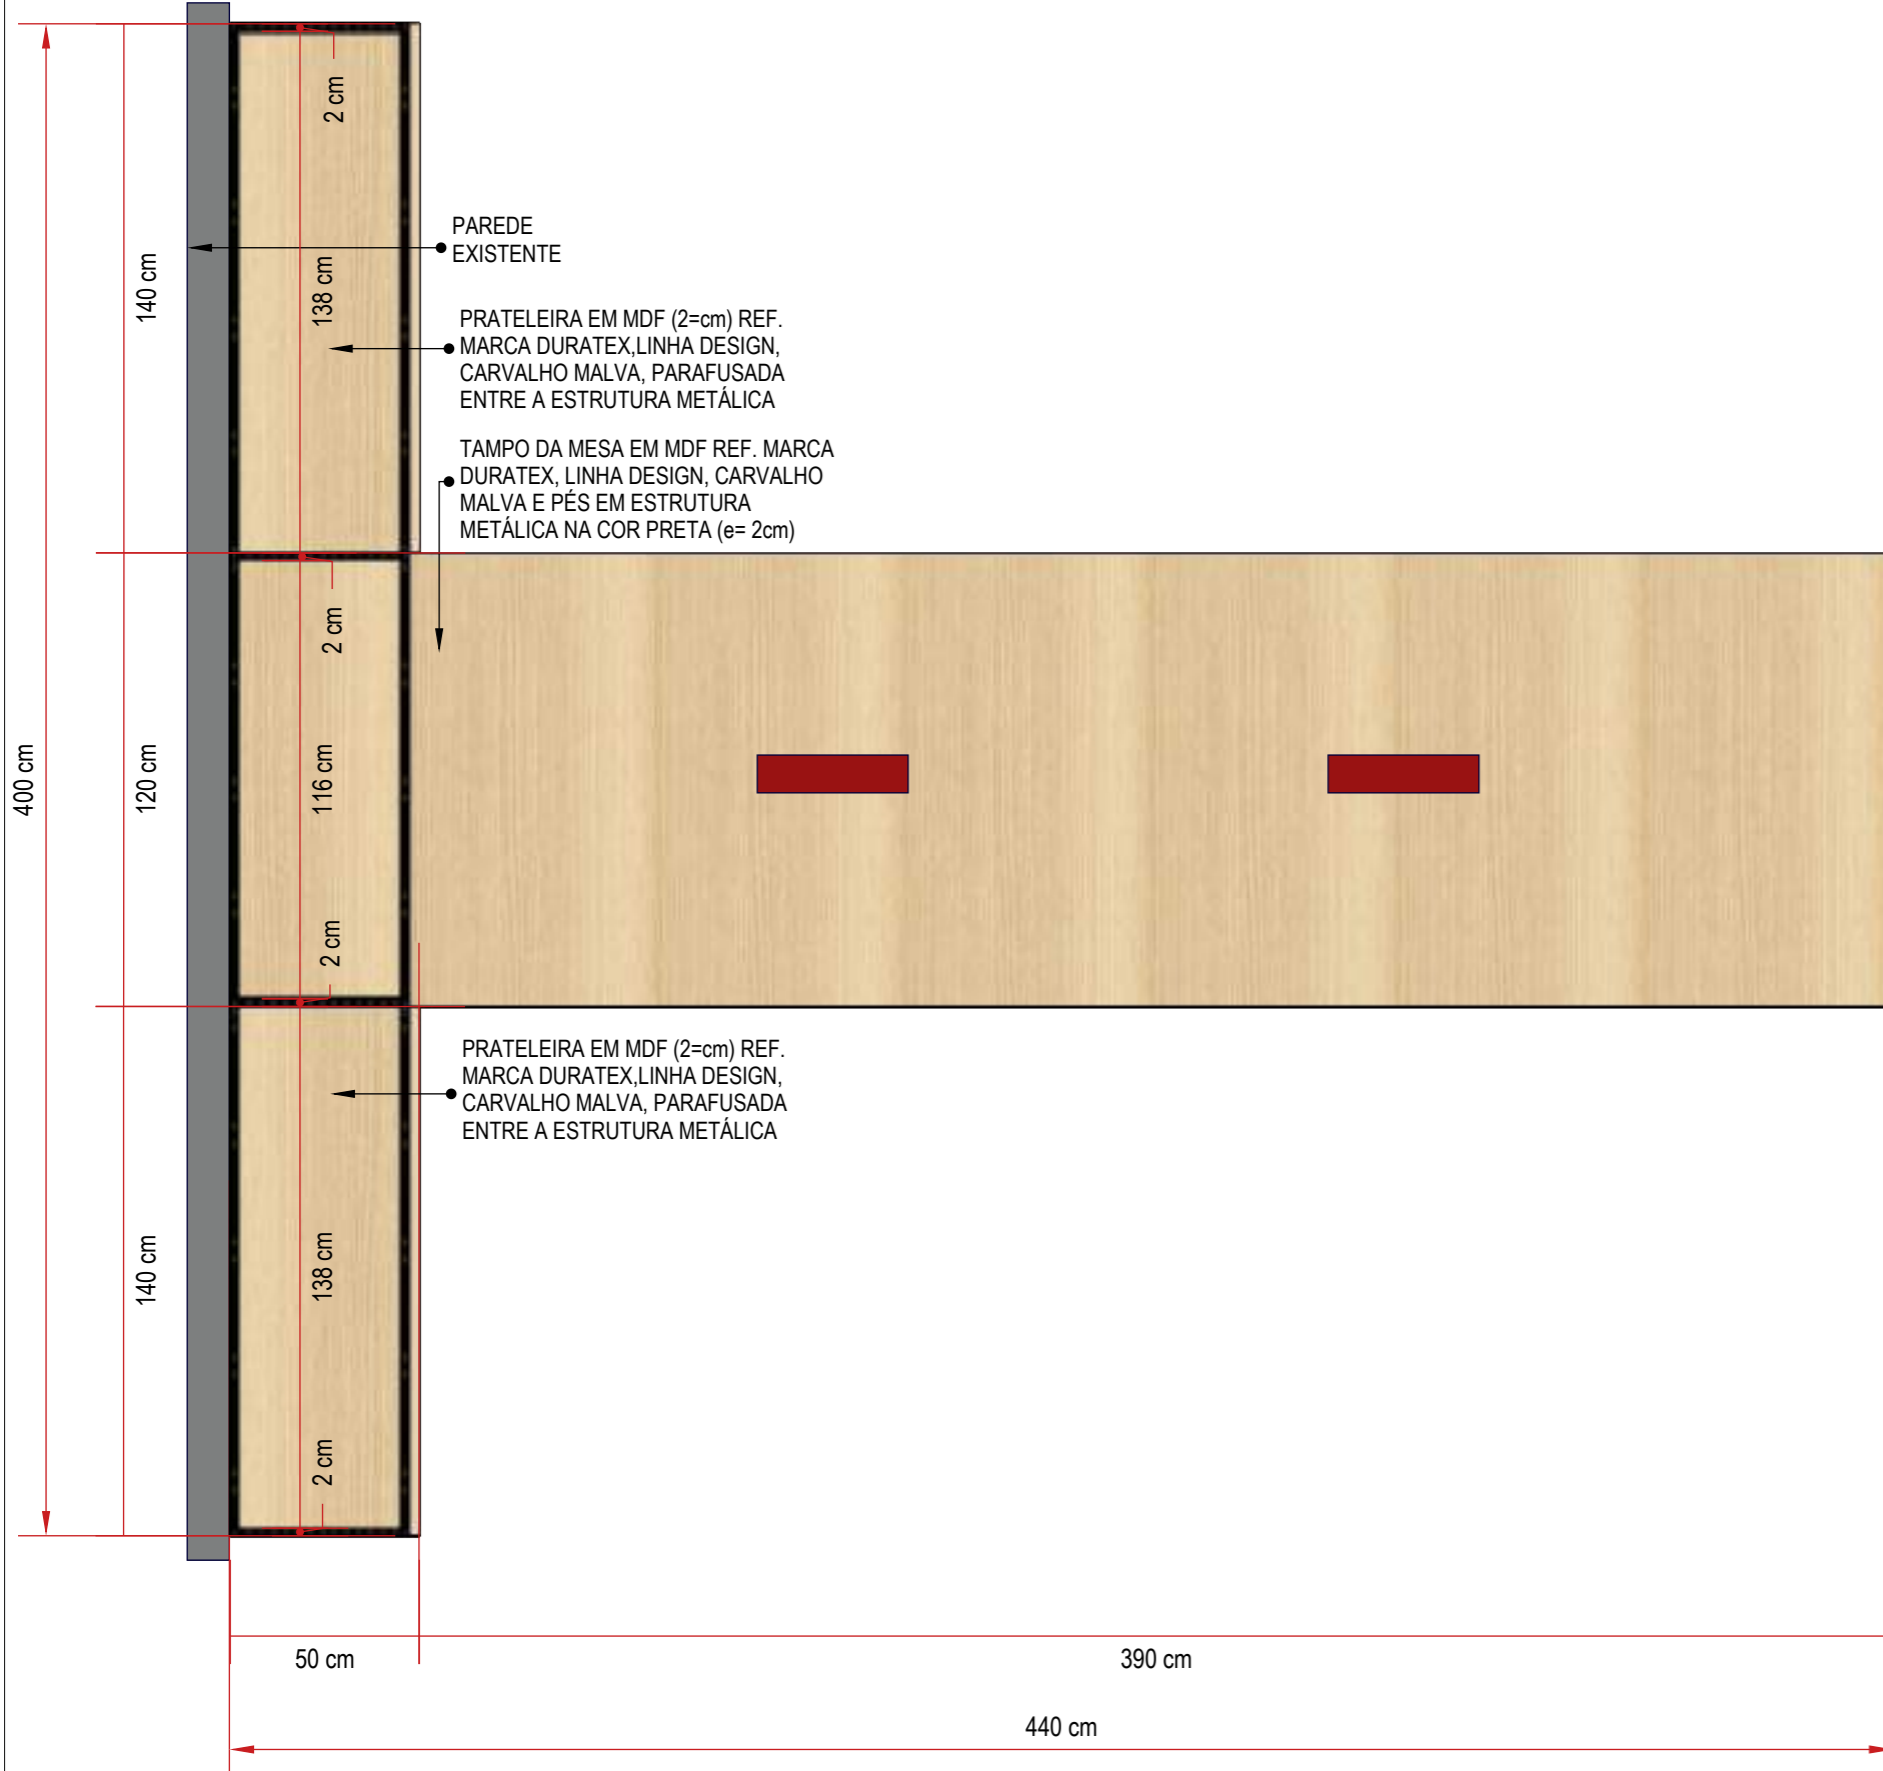 2 cm
PAREDE
EXISTENTE
140 cm
138 cm
PRATELEIRA EM MDF (2=cm) REF.
MARCA DURATEX,LINHA DESIGN,
CARVALHO MALVA, PARAFUSADA
ENTRE A ESTRUTURA METÁLICA
TAMPO DA MESA EM MDF REF. MARCA
DURATEX, LINHA DESIGN, CARVALHO
MALVA E PÉS EM ESTRUTURA
METÁLICA NA COR PRETA (e= 2cm)
2 cm
400 cm
120 cm
116 cm
2 cm
PRATELEIRA EM MDF (2=cm) REF.
MARCA DURATEX,LINHA DESIGN,
CARVALHO MALVA, PARAFUSADA
ENTRE A ESTRUTURA METÁLICA
140 cm
138 cm
2 cm
50 cm
390 cm
440 cm